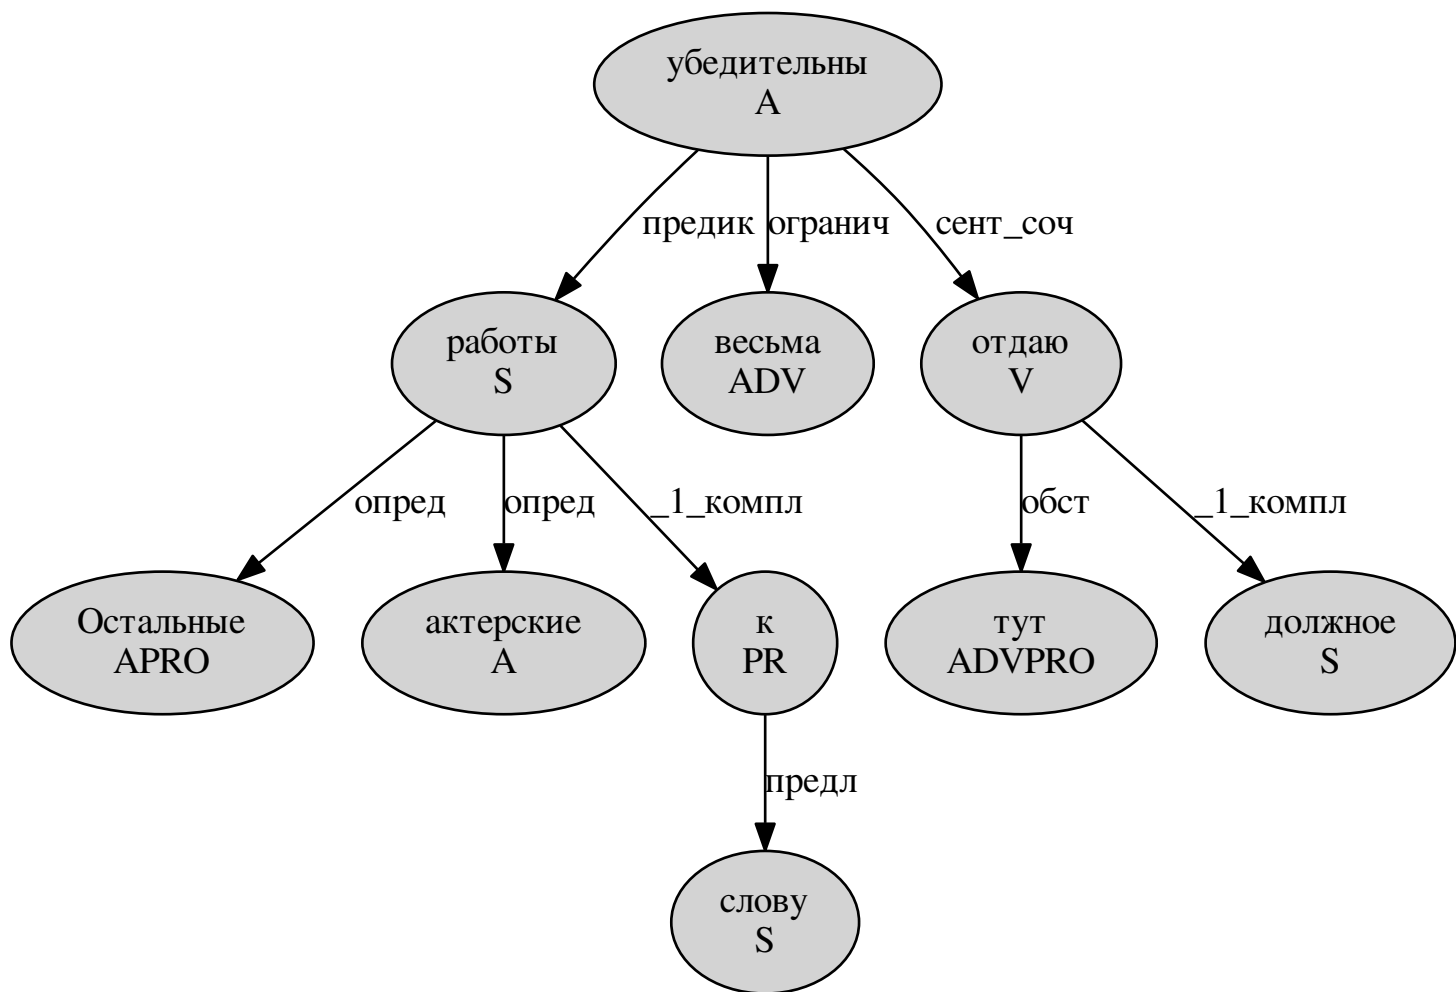 убедительны
A
предик
огранич
сент_соч
работы
S
весьма
ADV
отдаю
V
опред
опред
_1_компл
обст
_1_компл
Остальные
APRO
актерские
A
к
PR
тут
ADVPRO
должное
S
предл
слову
S